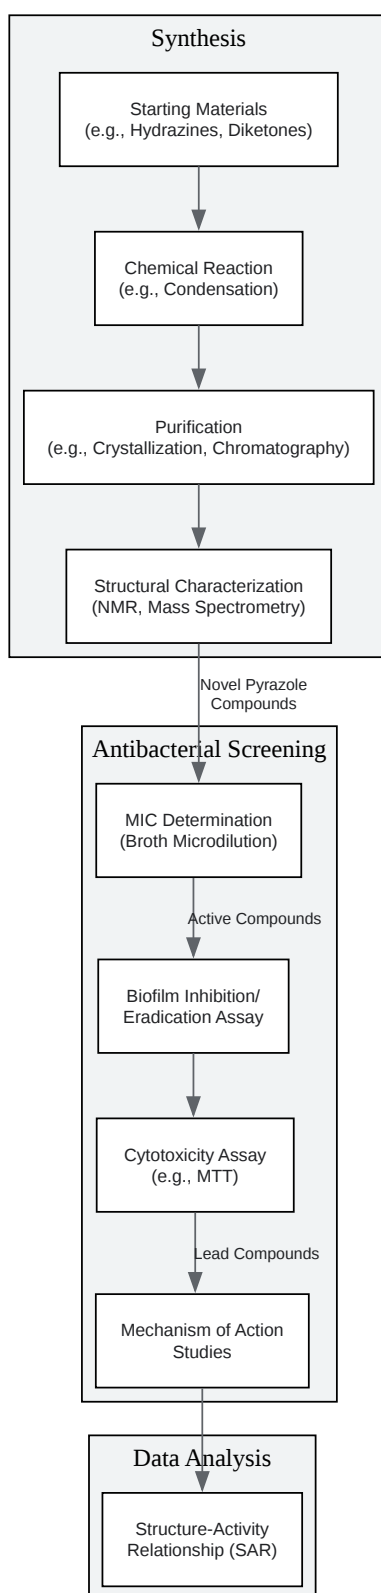 Synthesis
Starting Materials
(e.g., Hydrazines, Diketones)
Chemical Reaction
(e.g., Condensation)
Purification
(e.g., Crystallization, Chromatography)
Structural Characterization
(NMR, Mass Spectrometry)
Novel Pyrazole
Compounds
Antibacterial Screening
MIC Determination
(Broth Microdilution)
Active Compounds
Biofilm Inhibition/
Eradication Assay
Cytotoxicity Assay
(e.g., MTT)
Lead Compounds
Mechanism of Action
Studies
Data Analysis
Structure-Activity
Relationship (SAR)